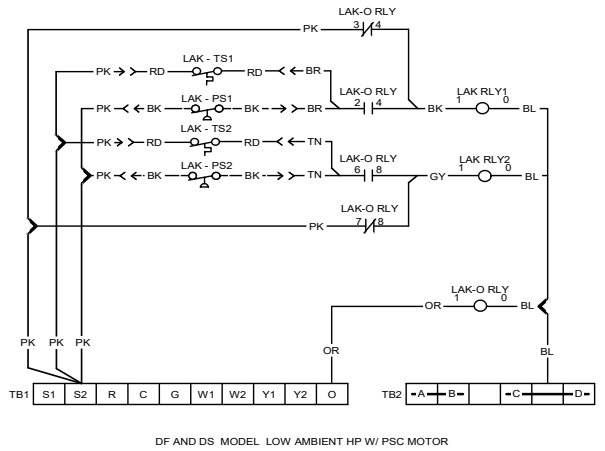 LAK-O RLY
PK 3 4
LAK - TS1
PK RD RD BR
LAK - PS1 LAK-O RLY LAK RLY1
PK BK BK BR 2 4 BK 1 0 BL
LAK - TS2
PK RD RD TN
LAK - PS2 LAK-O RLY LAK RLY2
PK BK BK TN 6 8 GY 1 0 BL
LAK-O RLY
PK 7 8
LAK-O RLY
OR 1 0 BL
PK PK PK OR BL
TB1 S1 S2 R C G W1 W2 Y1 Y2 O TB2 A B C D
DF AND DS MODEL LOW AMBIENT HP W/ PSC MOTOR